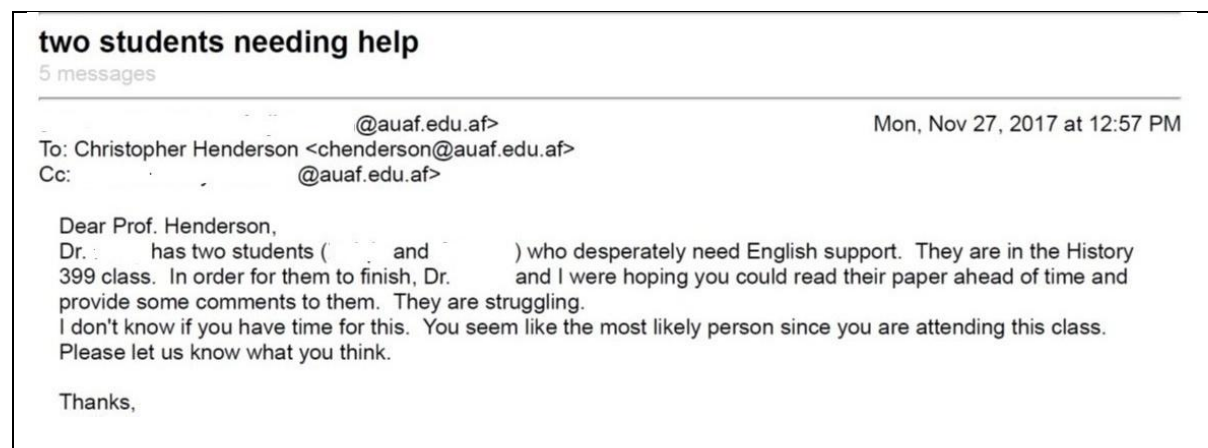 two students needing help
5 messages
@auaf.edu.af> Mon, Nov 27, 2017 at 12:57 PM
To: Christopher Henderson <chenderson@auaf.edu.af>
Cc: @auaf.edu.af>
Dear Prof. Henderson,
Dr. has two students ( and ) who desperately need English support. They are in the History
399 class. In order for them to finish, Dr. and I were hoping you could read their paper ahead of time and
provide some comments to them. They are struggling.
I don't know if you have time for this. You seem like the most likely person since you are attending this class.
Please let us know what you think.
Thanks,